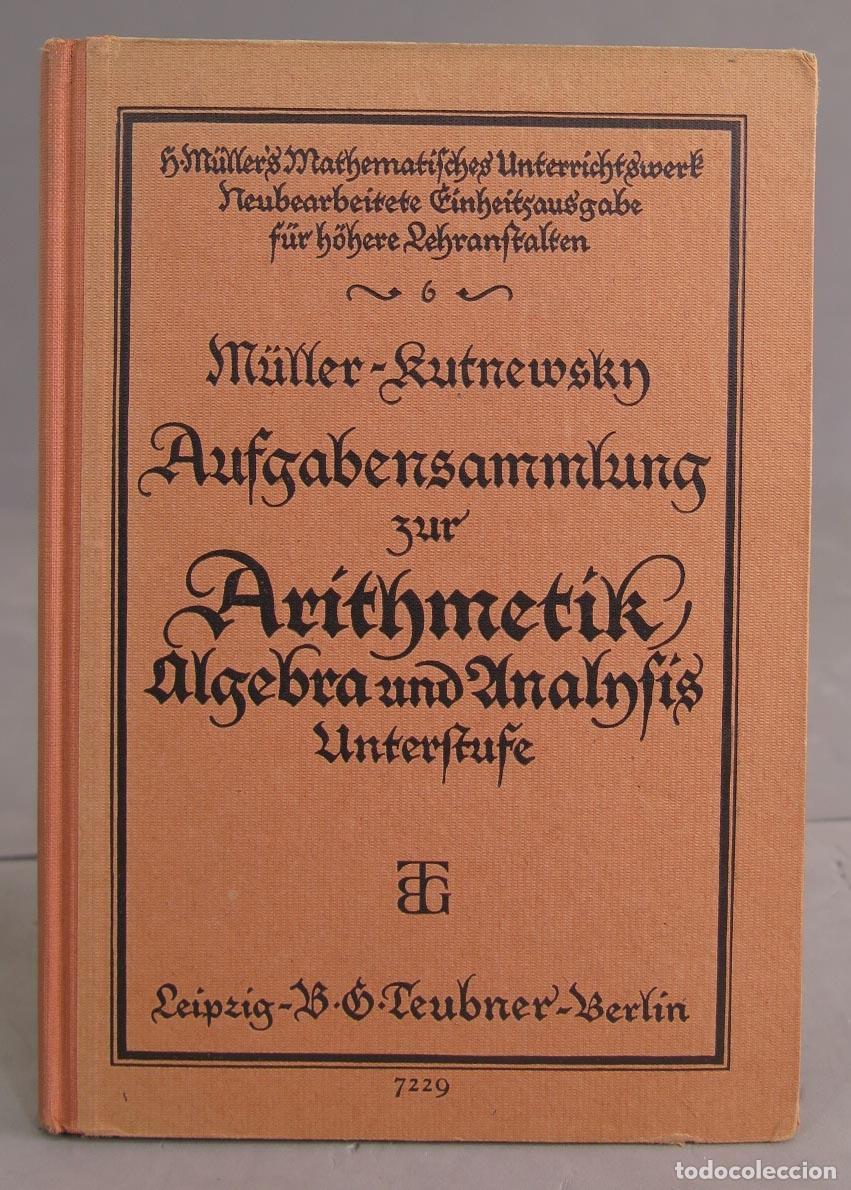 H. Müller's Mathematisches Unterrichtswerk
Neubearbeitete Einheitsausgabe
für höhere Lehranstalten
6
Müller-Kutnewsky
Aufgabensammlung
zur
Arithmetik,
Algebra und Analysis
Unterstufe
BTG
Leipzig - B. G. Teubner - Berlin
7229
todocoleccion